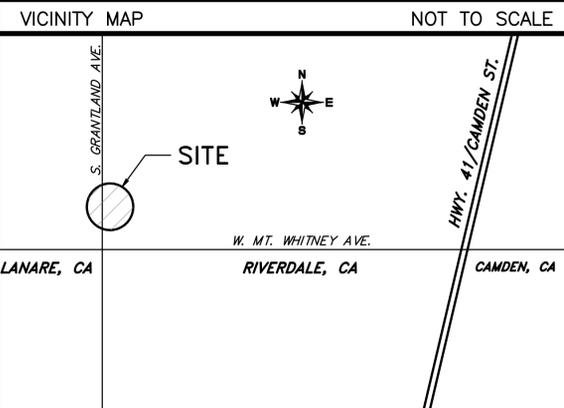 VICINITY MAP
NOT TO SCALE
S. GRANTLAND AVE.
N
W
E
S
HWY. 41/CAMDEN ST.
SITE
W. MT. WHITNEY AVE.
LANARE, CA
RIVERDALE, CA
CAMDEN, CA